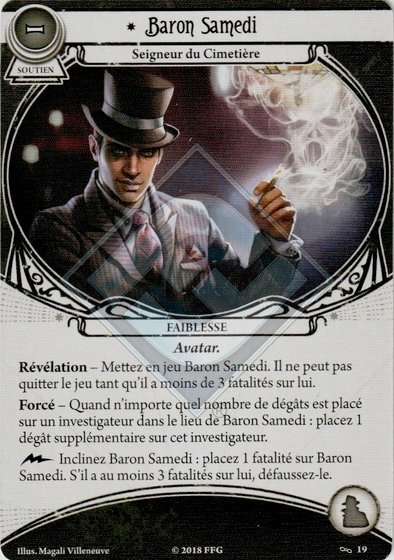 * Baron Samedi
SOUTIEN
Seigneur du Cimetière
FAIBLESSE
Avatar.
Révélation – Mettez en jeu Baron Samedi. Il ne peut pas
quitter le jeu tant qu'il a moins de 3 fatalités sur lui.
Forcé – Quand n'importe quel nombre de dégâts est placé
sur un investigateur dans le lieu de Baron Samedi : placez 1
dégât supplémentaire sur cet investigateur.
Inclinez Baron Samedi : placez 1 fatalité sur Baron
Samedi. S'il a au moins 3 fatalités sur lui, défaussez-le.
Illus. Magali Villeneuve
© 2018 FFG
19